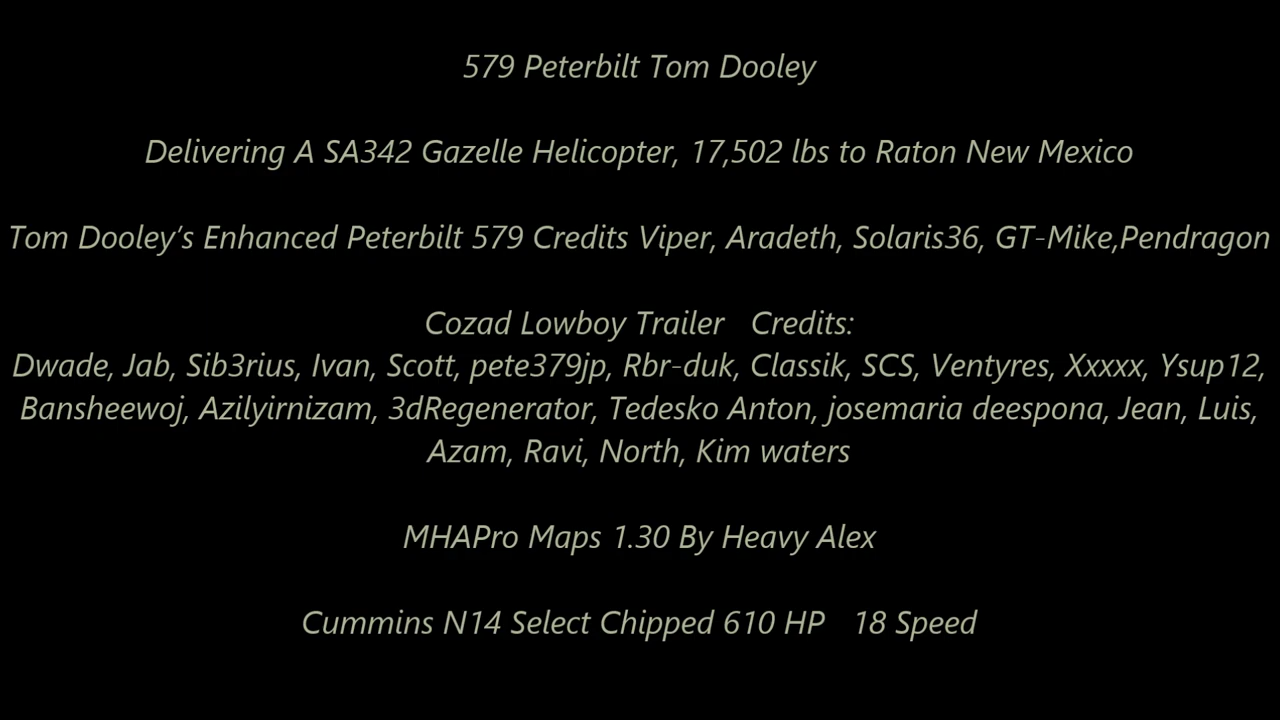 579 Peterbilt Tom Dooley
Delivering A SA342 Gazelle Helicopter, 17,502 lbs to Raton New Mexico
Tom Dooley's Enhanced Peterbilt 579 Credits Viper, Aradeth, Solaris36, GT-Mike,Pendragon
Cozad Lowboy Trailer   Credits:
Dwade, Jab, Sib3rius, Ivan, Scott, pete379jp, Rbr-duk, Classik, SCS, Ventyres, Xxxxx, Ysup12,
Bansheewoj, Azilyirnizam, 3dRegenerator, Tedesko Anton, josemaria deespona, Jean, Luis,
Azam, Ravi, North, Kim waters
MHAPro Maps 1.30 By Heavy Alex
Cummins N14 Select Chipped 610 HP   18 Speed